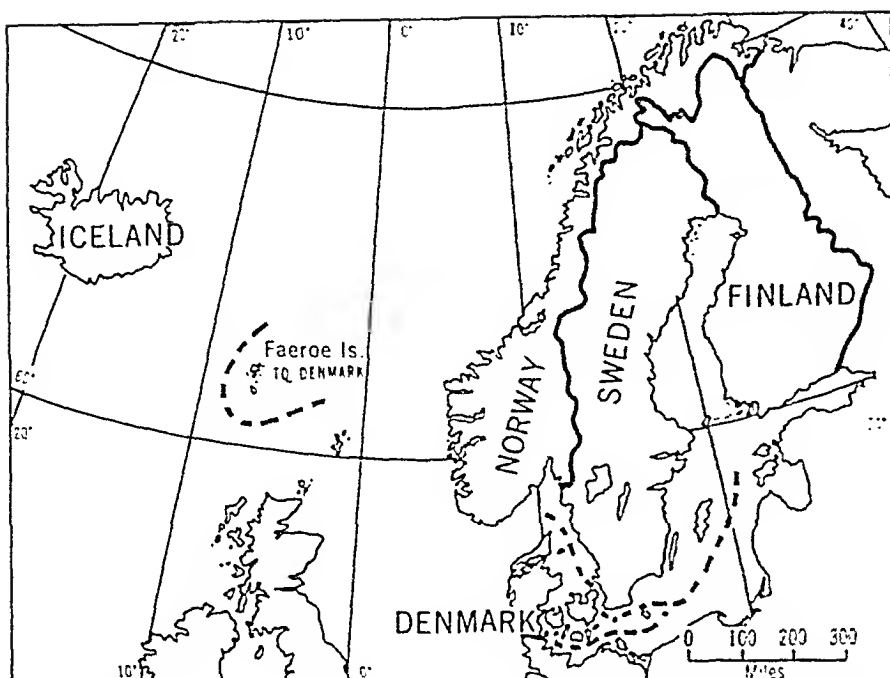 20° 10° 0° 10° 40°
ICELAND
FINLAND
SWEDEN
Faeroe Is.
TO DENMARK
NORWAY
60°
20°
DENMARK
0 100 200 300
Miles
10° 0°